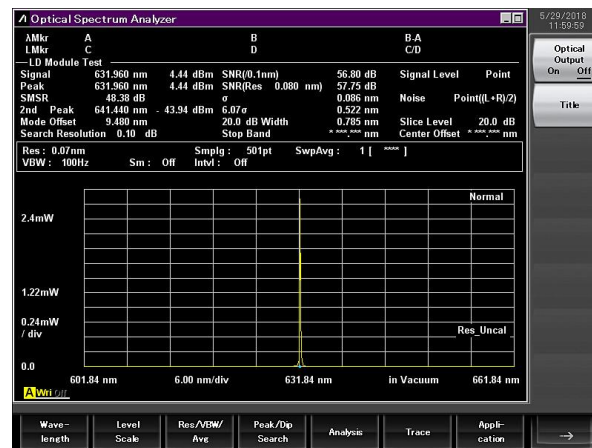 Optical Spectrum Analyzer
5/29/2018
11:59:59
λMkr A B B-A
LMkr C D C/D
LD Module Test
Signal 631.960 nm 4.44 dBm SNR(/0.1nm) 56.80 dB Signal Level Point
Peak 631.960 nm 4.44 dBm SNR(Res 0.080 nm) 57.75 dB
SMSR 48.38 dB σ 0.086 nm Noise Point((L+R)/2)
2nd Peak 641.440 nm - 43.94 dBm 6.07σ 0.522 nm
Mode Offset 9.480 nm 20.0 dB Width 0.785 nm Slice Level 20.0 dB
Search Resolution 0.10 dB Stop Band * ***.*** nm Center Offset * ***.*** nm
Res : 0.07nm Smplg : 501pt SwpAvg : 1 [ **** ]
VBW : 100Hz Sm : Off Intvl : Off
Normal
2.4mW
1.22mW
0.24mW
/ div
Res_Uncal
0.0
601.84 nm 6.00 nm/div 631.84 nm in Vacuum 661.84 nm
A Wri Off
Optical
Output
On Off
Title
Wave-
length
Level
Scale
Res/VBW/
Avg
Peak/Dip
Search
Analysis
Trace
Appli-
cation
→